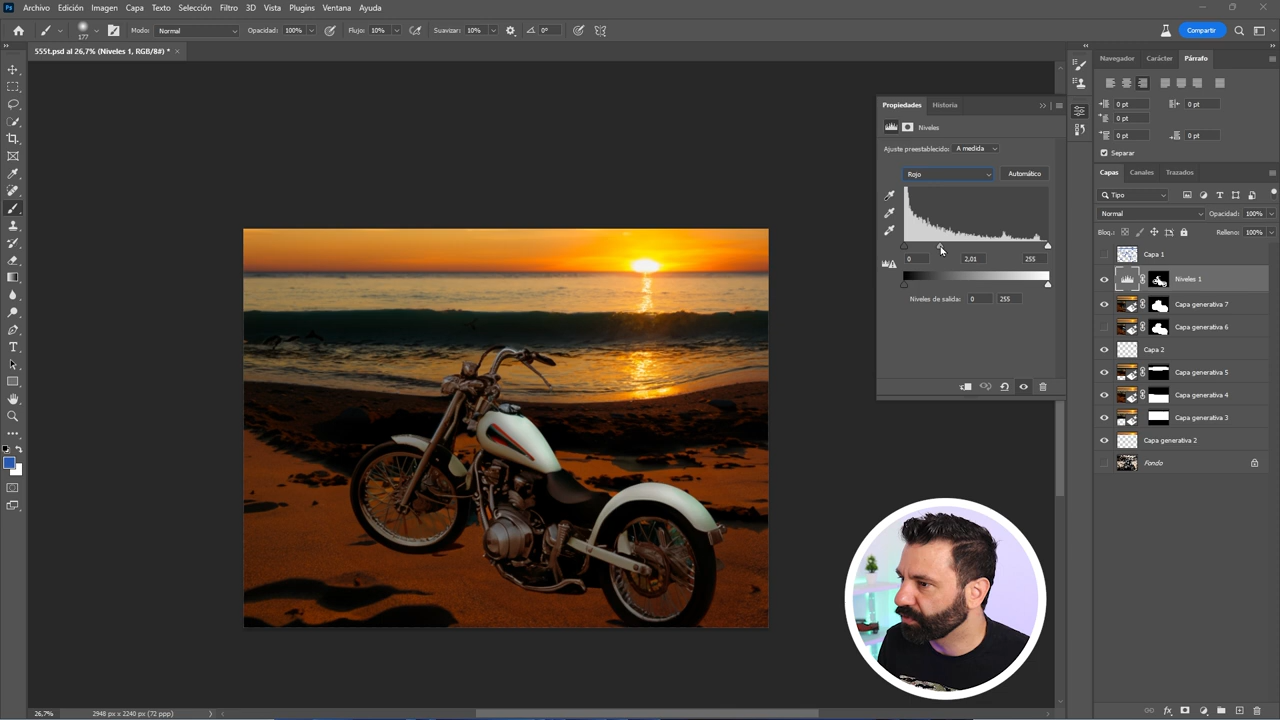 Ps Archivo Edición Imagen Capa Texto Selección Filtro 3D Vista Plugins Ventana Ayuda
177 Modo: Normal Opacidad: 100% Flujo: 10% Suavizar: 10% 0° Compartir
555t.psd al 26,7% (Niveles 1, RGB/8#) * ×
Navegador Carácter Párrafo
0 pt 0 pt
0 pt
0 pt 0 pt
Separar
Propiedades Historia
Niveles
Ajuste preestablecido: A medida
Rojo Automático
0 2,01 255
Niveles de salida: 0 255
Capas Canales Trazados
Tipo
Normal Opacidad: 100%
Bloq.: Relleno: 100%
Capa 1
Niveles 1
Capa generativa 7
Capa generativa 6
Capa 2
Capa generativa 5
Capa generativa 4
Capa generativa 3
Capa generativa 2
Fondo
26,7% 2948 px x 2240 px (72 ppp)